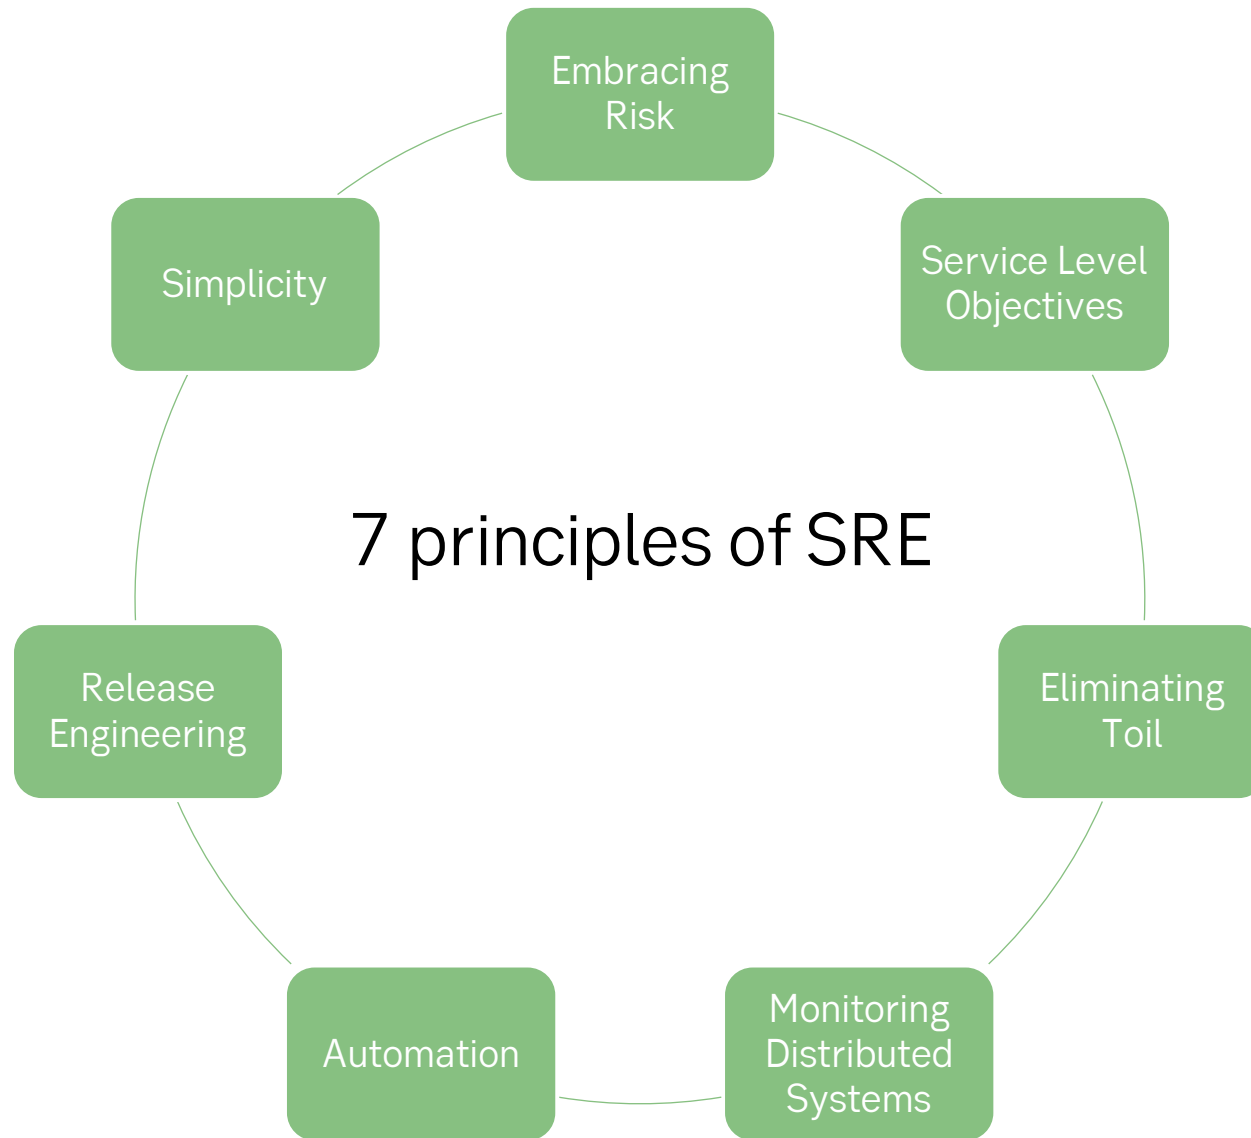 Embracing
Risk
Service Level
Objectives
Eliminating
Toil
Monitoring
Distributed
Systems
Automation
Release
Engineering
Simplicity
7 principles of SRE